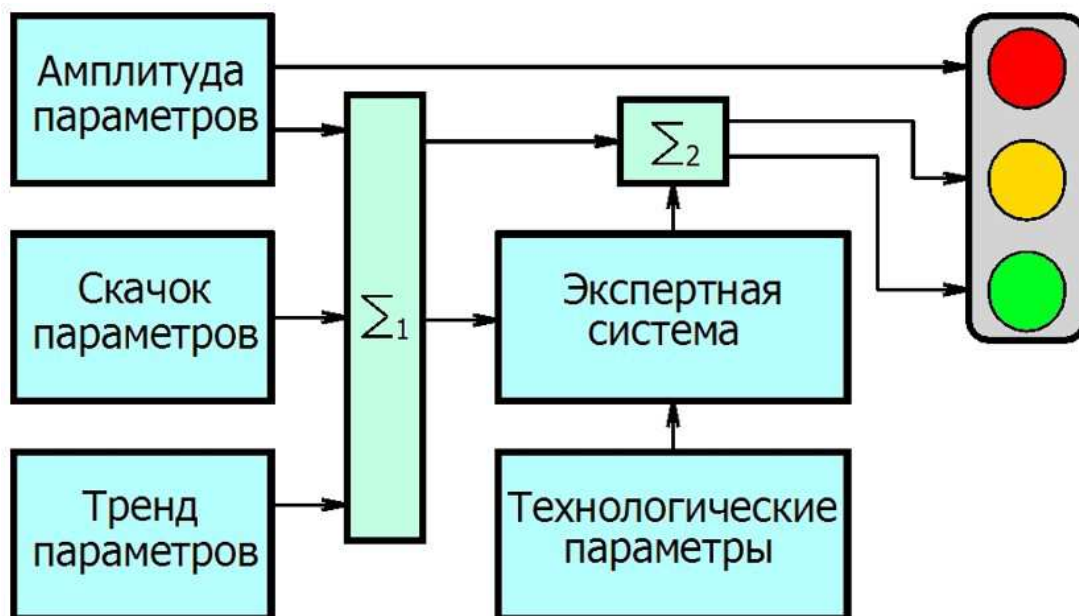 Амплитуда
параметров
Скачок
параметров
Тренд
параметров
∑1
∑2
Экспертная
система
Технологические
параметры